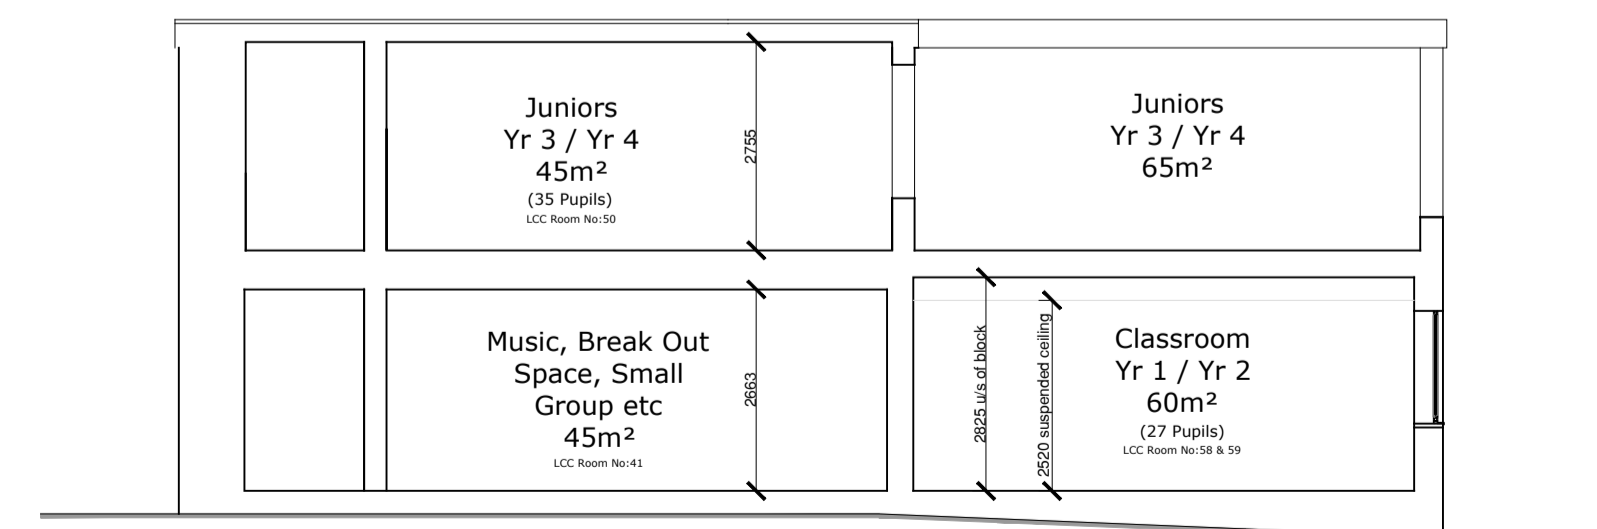 Juniors
Yr 3 / Yr 4
45m²
(35 Pupils)
LCC Room No:50
2755
Juniors
Yr 3 / Yr 4
65m²
Music, Break Out
Space, Small
Group etc
45m²
LCC Room No:41
2663
2825 u/s of block
2520 suspended ceiling
Classroom
Yr 1 / Yr 2
60m²
(27 Pupils)
LCC Room No:58 & 59